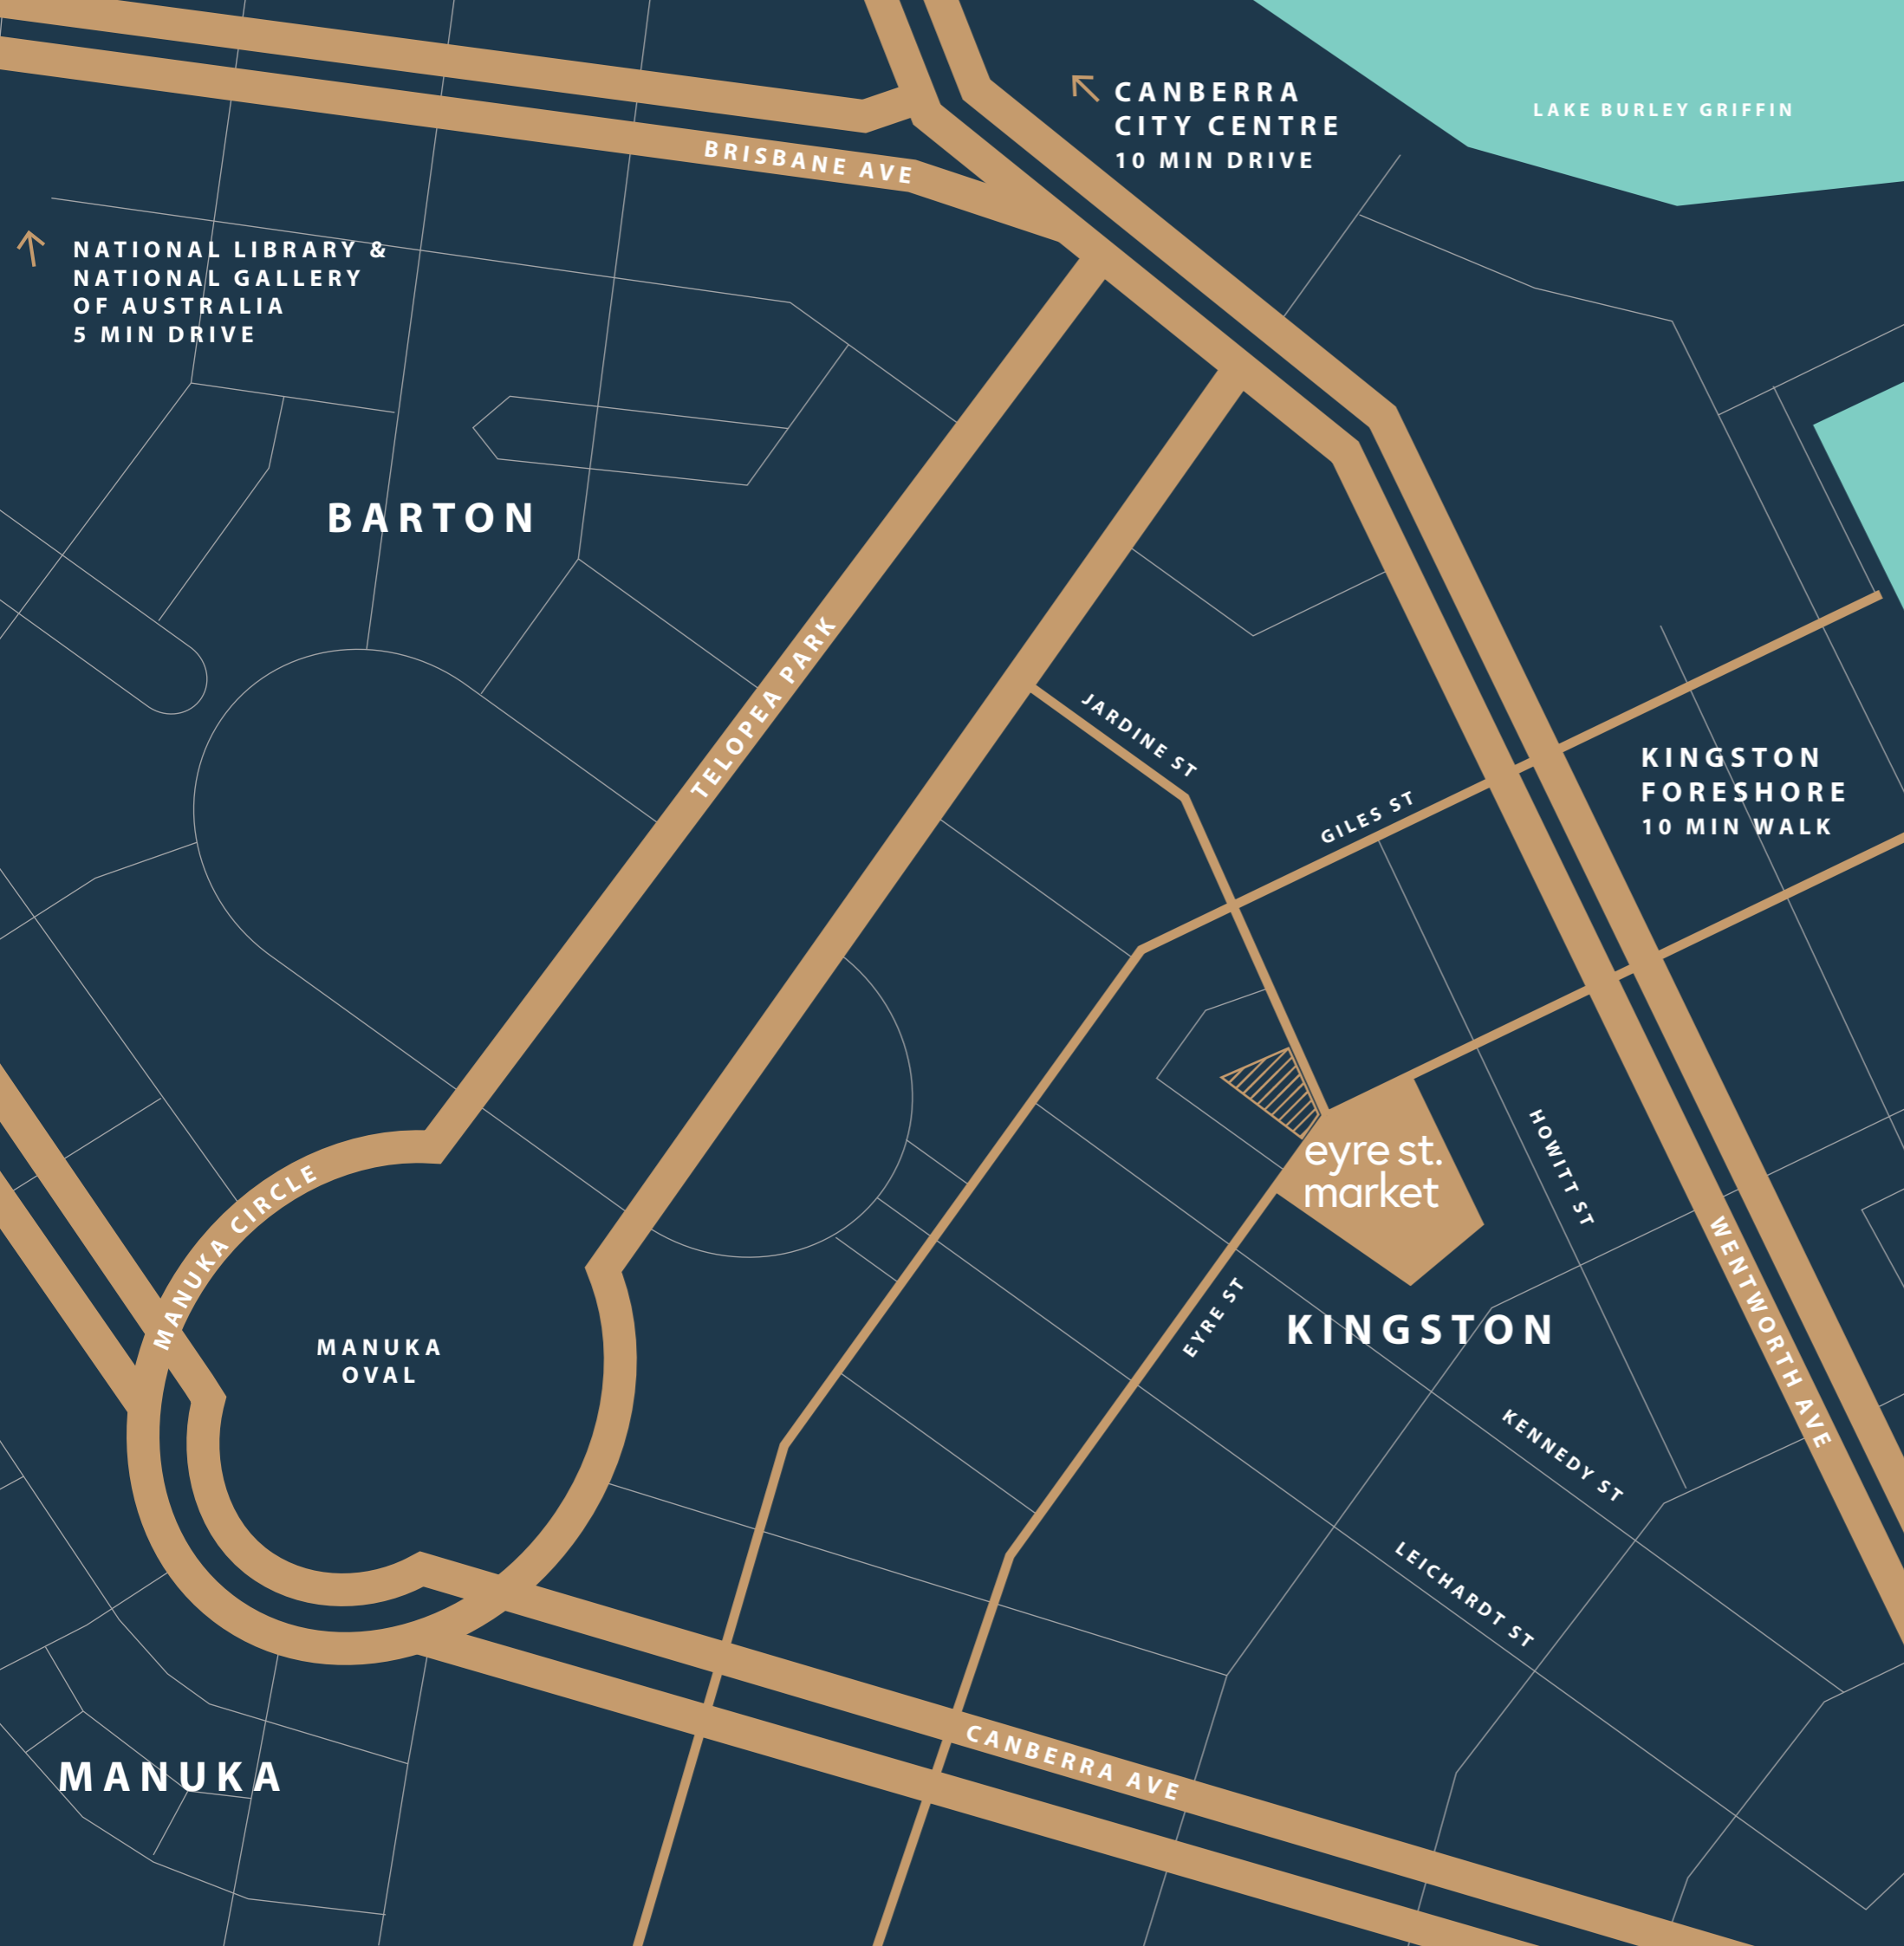 CANBERRA
CITY CENTRE
10 MIN DRIVE
LAKE BURLEY GRIFFIN
BRISBANE AVE
NATIONAL LIBRARY &
NATIONAL GALLERY
OF AUSTRALIA
5 MIN DRIVE
BARTON
TELOPEA PARK
JARDINE ST
GILES ST
KINGSTON
FORESHORE
10 MIN WALK
eyre st.
market
HOWITT ST
MANUKA CIRCLE
MANUKA
OVAL
EYRE ST
KINGSTON
WENTWORTH AVE
KENNEDY ST
LEICHARDT ST
CANBERRA AVE
MANUKA